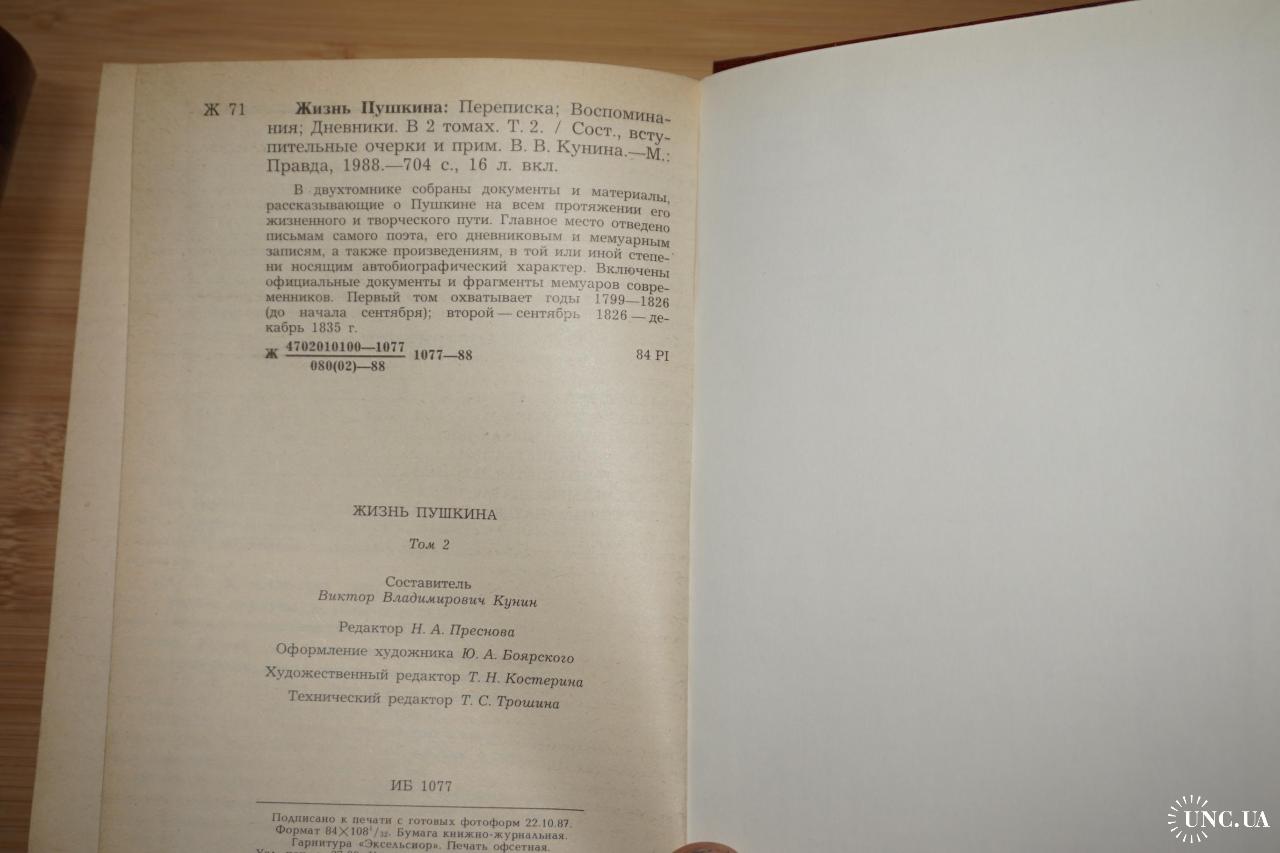 Ж 71 Жизнь Пушкина: Переписка; Воспомина-
ния; Дневники. В 2 томах. Т. 2. / Сост., всту-
пительные очерки и прим. В. В. Кунина.—М.:
Правда, 1988.—704 с., 16 л. вкл.
В двухтомнике собраны документы и материалы,
рассказывающие о Пушкине на всем протяжении его
жизненного и творческого пути. Главное место отведено
письмам самого поэта, его дневниковым и мемуарным
записям, а также произведениям, в той или иной степе-
ни носящим автобиографический характер. Включены
официальные документы и фрагменты мемуаров совре-
менников. Первый том охватывает годы 1799—1826
(до начала сентября); второй — сентябрь 1826 — де-
кабрь 1835 г.
Ж 4702010100—1077 1077—88 84 PI
080(02)—88
ЖИЗНЬ ПУШКИНА
Том 2
Составитель
Виктор Владимирович Кунин
Редактор Н. А. Преснова
Оформление художника Ю. А. Боярского
Художественный редактор Т. Н. Костерина
Технический редактор Т. С. Трошина
ИБ 1077
Подписано к печати с готовых фотоформ 22.10.87.
Формат 84×108¹/₃₂. Бумага книжно-журнальная.
Гарнитура «Эксельсиор». Печать офсетная.
UNC.UA